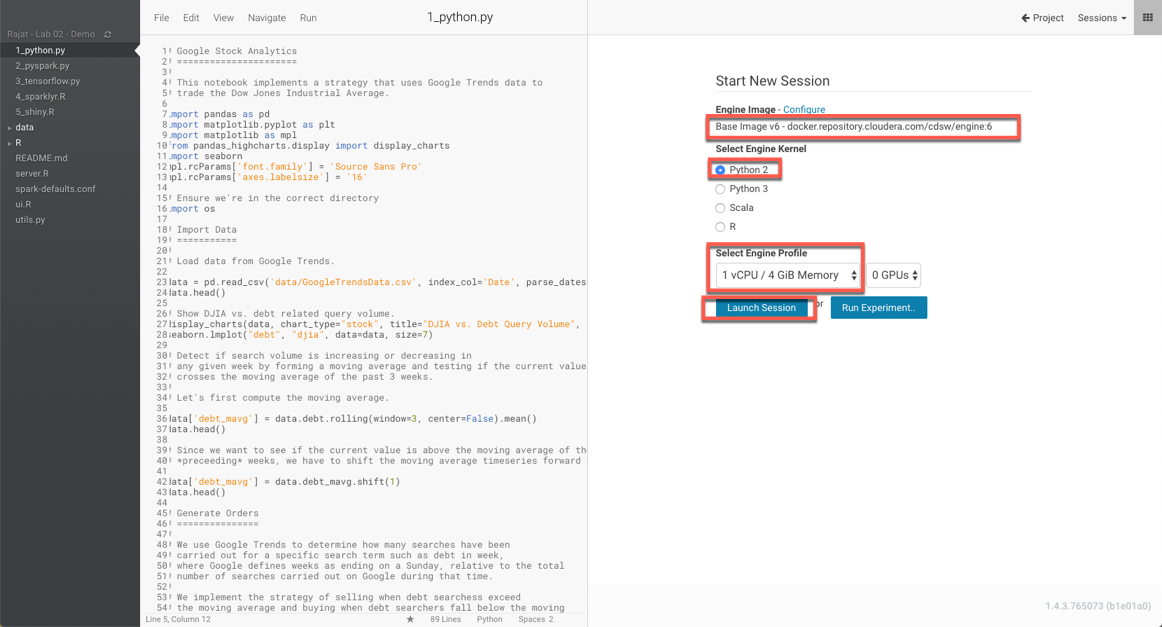 File Edit View Navigate Run
1_python.py
Project Sessions
Rajat - Lab 02 - Demo
1_python.py
2_pyspark.py
3_tensorflow.py
4_sparklyr.R
5_shiny.R
data
R
README.md
server.R
spark-defaults.conf
ui.R
utils.py
1 Google Stock Analytics
2 ======================
3
4 This notebook implements a strategy that uses Google Trends data to
5 trade the Dow Jones Industrial Average.
6
7 mport pandas as pd
8 mport matplotlib.pyplot as plt
9 mport matplotlib as mpl
10 rom pandas_highcharts.display import display_charts
11 mport seaborn
12 pl.rcParams['font.family'] = 'Source Sans Pro'
13 pl.rcParams['axes.labelsize'] = '16'
14
15 Ensure we're in the correct directory
16 mport os
17
18 Import Data
19 ===========
20
21 Load data from Google Trends.
22
23 data = pd.read_csv('data/GoogleTrendsData.csv', index_col='Date', parse_dates
24 data.head()
25
26 Show DJIA vs. debt related query volume.
27 display_charts(data, chart_type="stock", title="DJIA vs. Debt Query Volume",
28 seaborn.lmplot("debt", "djia", data=data, size=7)
29
30 Detect if search volume is increasing or decreasing in
31 any given week by forming a moving average and testing if the current value
32 crosses the moving average of the past 3 weeks.
33
34 Let's first compute the moving average.
35
36 data['debt_mavg'] = data.debt.rolling(window=3, center=False).mean()
37 data.head()
38
39 Since we want to see if the current value is above the moving average of th
40 *preceeding* weeks, we have to shift the moving average timeseries forward
41
42 data['debt_mavg'] = data.debt_mavg.shift(1)
43 data.head()
44
45 Generate Orders
46 ===============
47
48 We use Google Trends to determine how many searches have been
49 carried out for a specific search term such as debt in week,
50 where Google defines weeks as ending on a Sunday, relative to the total
51 number of searches carried out on Google during that time.
52
53 We implement the strategy of selling when debt searchess exceed
54 the moving average and buying when debt searchers fall below the moving
Line 5, Column 12
★ 89 Lines Python Spaces 2
Start New Session
Engine Image - Configure
Base Image v6 - docker.repository.cloudera.com/cdsw/engine:6
Select Engine Kernel
Python 2
Python 3
Scala
R
Select Engine Profile
1 vCPU / 4 GiB Memory 0 GPUs
Launch Session or Run Experiment..
1.4.3.765073 (b1e01a0)